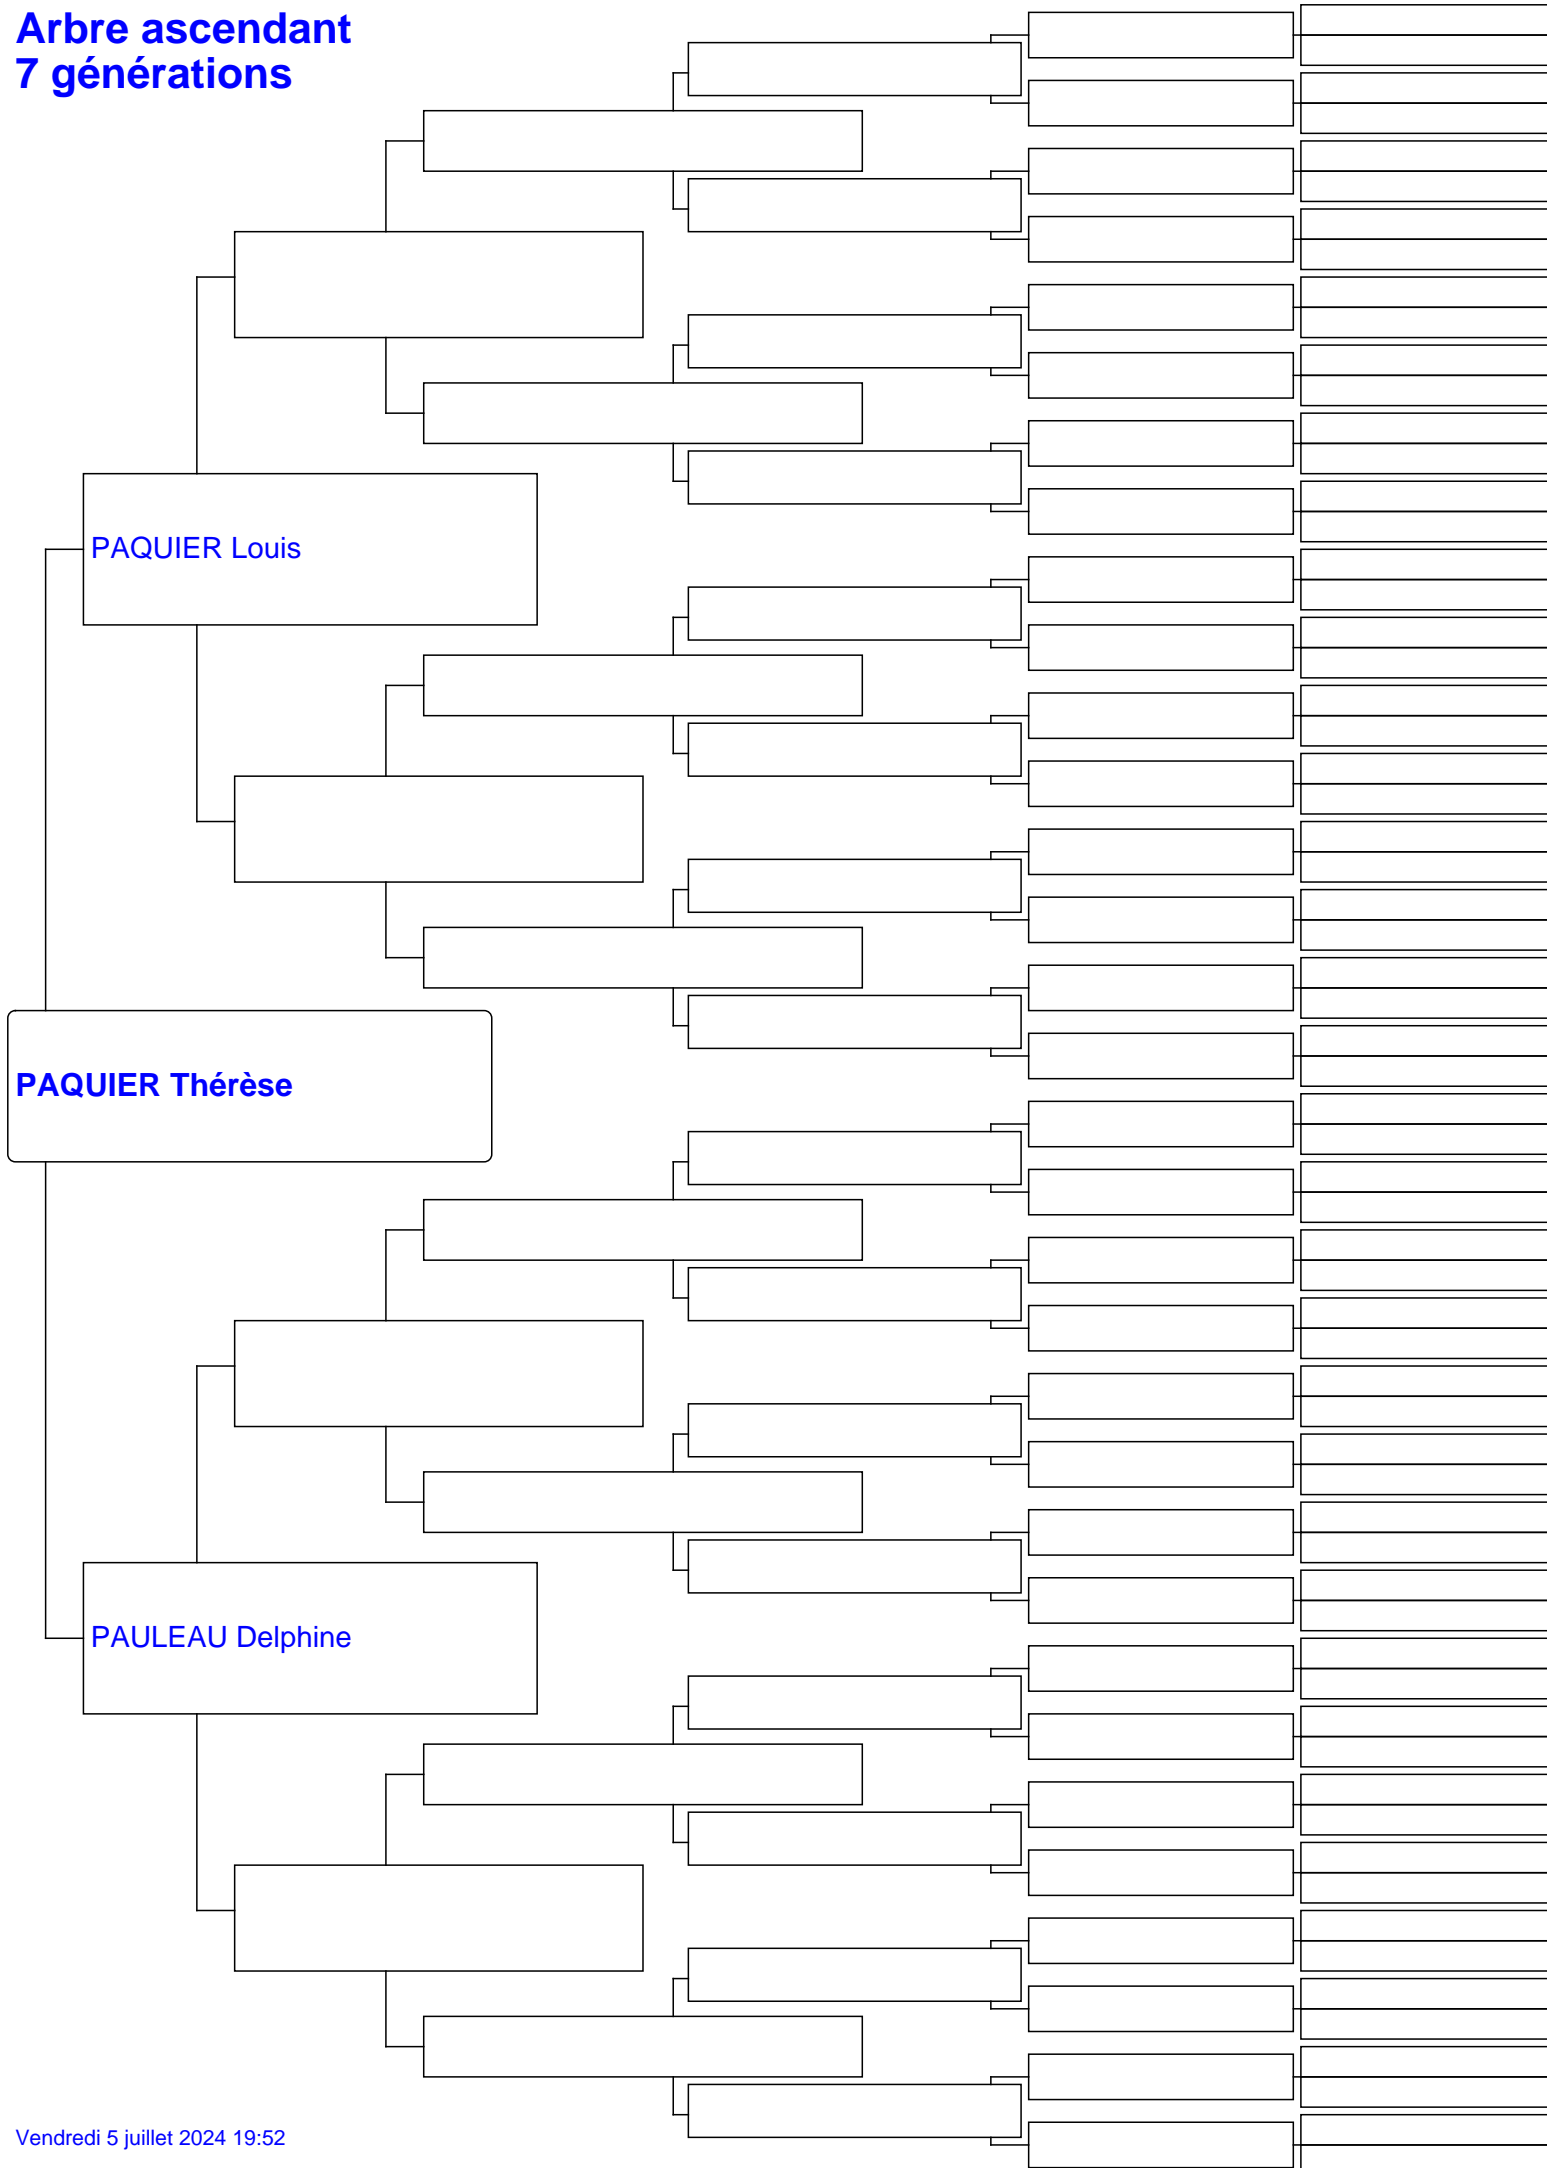 Arbre ascendant
7 générations
PAQUIER Louis
PAQUIER Thérèse
PAULEAU Delphine
Vendredi 5 juillet 2024 19:52